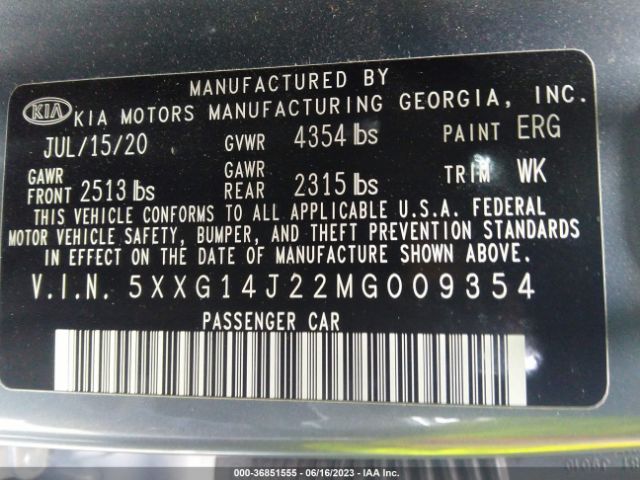 MANUFACTURED BY
KIA KIA MOTORS MANUFACTURING GEORGIA, INC.
JUL/15/20 GVWR 4354 lbs PAINT ERG
GAWR FRONT 2513 lbs GAWR REAR 2315 lbs TRIM WK
THIS VEHICLE CONFORMS TO ALL APPLICABLE U.S.A. FEDERAL
MOTOR VEHICLE SAFETY, BUMPER, AND THEFT PREVENTION STANDARDS
IN EFFECT ON THE DATE OF MANUFACTURE SHOWN ABOVE.
V.I.N. 5XXG14J22MG009354
PASSENGER CAR
000-36851555 - 06/16/2023 -